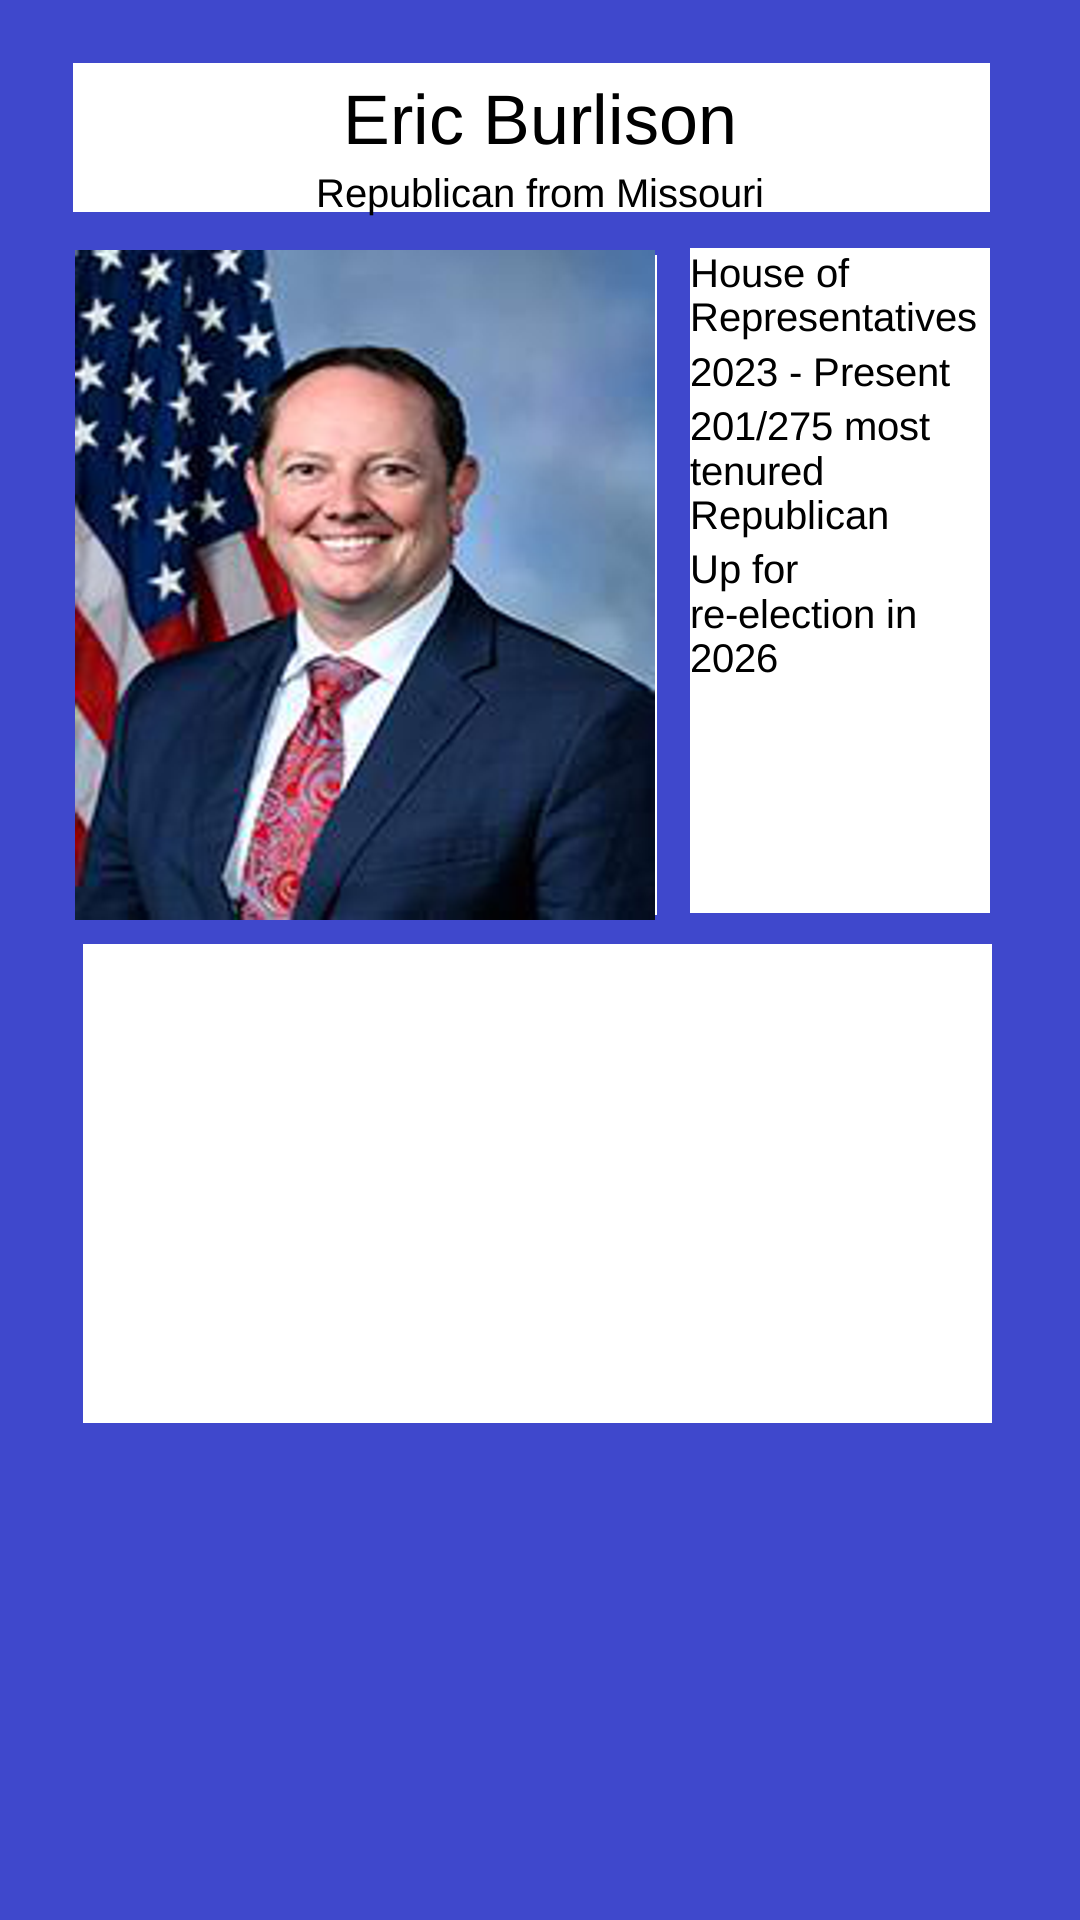 Eric Burlison
Republican from Missouri
House of
Representatives
2023 - Present
201/275 most
tenured
Republican
Up for
re-election in
2026